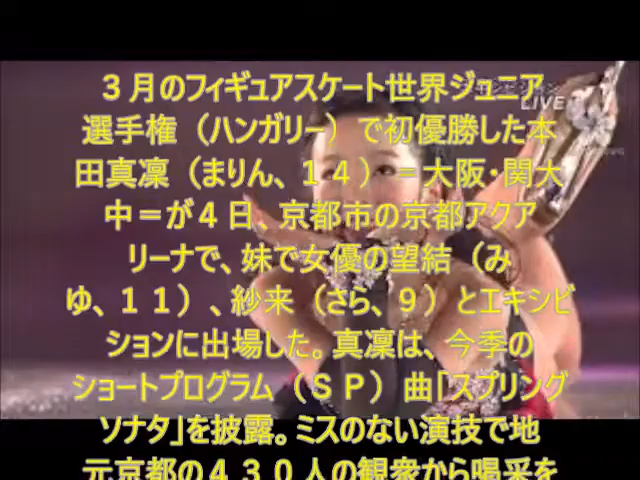 ３月のフィギュアスケート世界ジュニア
LIVE
選手権（ハンガリー）で初優勝した本
田真凜（まりん、１４）＝大阪・関大
中＝が４日、京都市の京都アクア
リーナで、妹で女優の望結（み
ゆ、１１）、紗来（さら、９）とエキシビ
ションに出場した。真凜は、今季の
ショートプログラム（ＳＰ）曲「スプリング
ソナタ」を披露。ミスのない演技で地
元京都の４３０人の観衆から喝采を